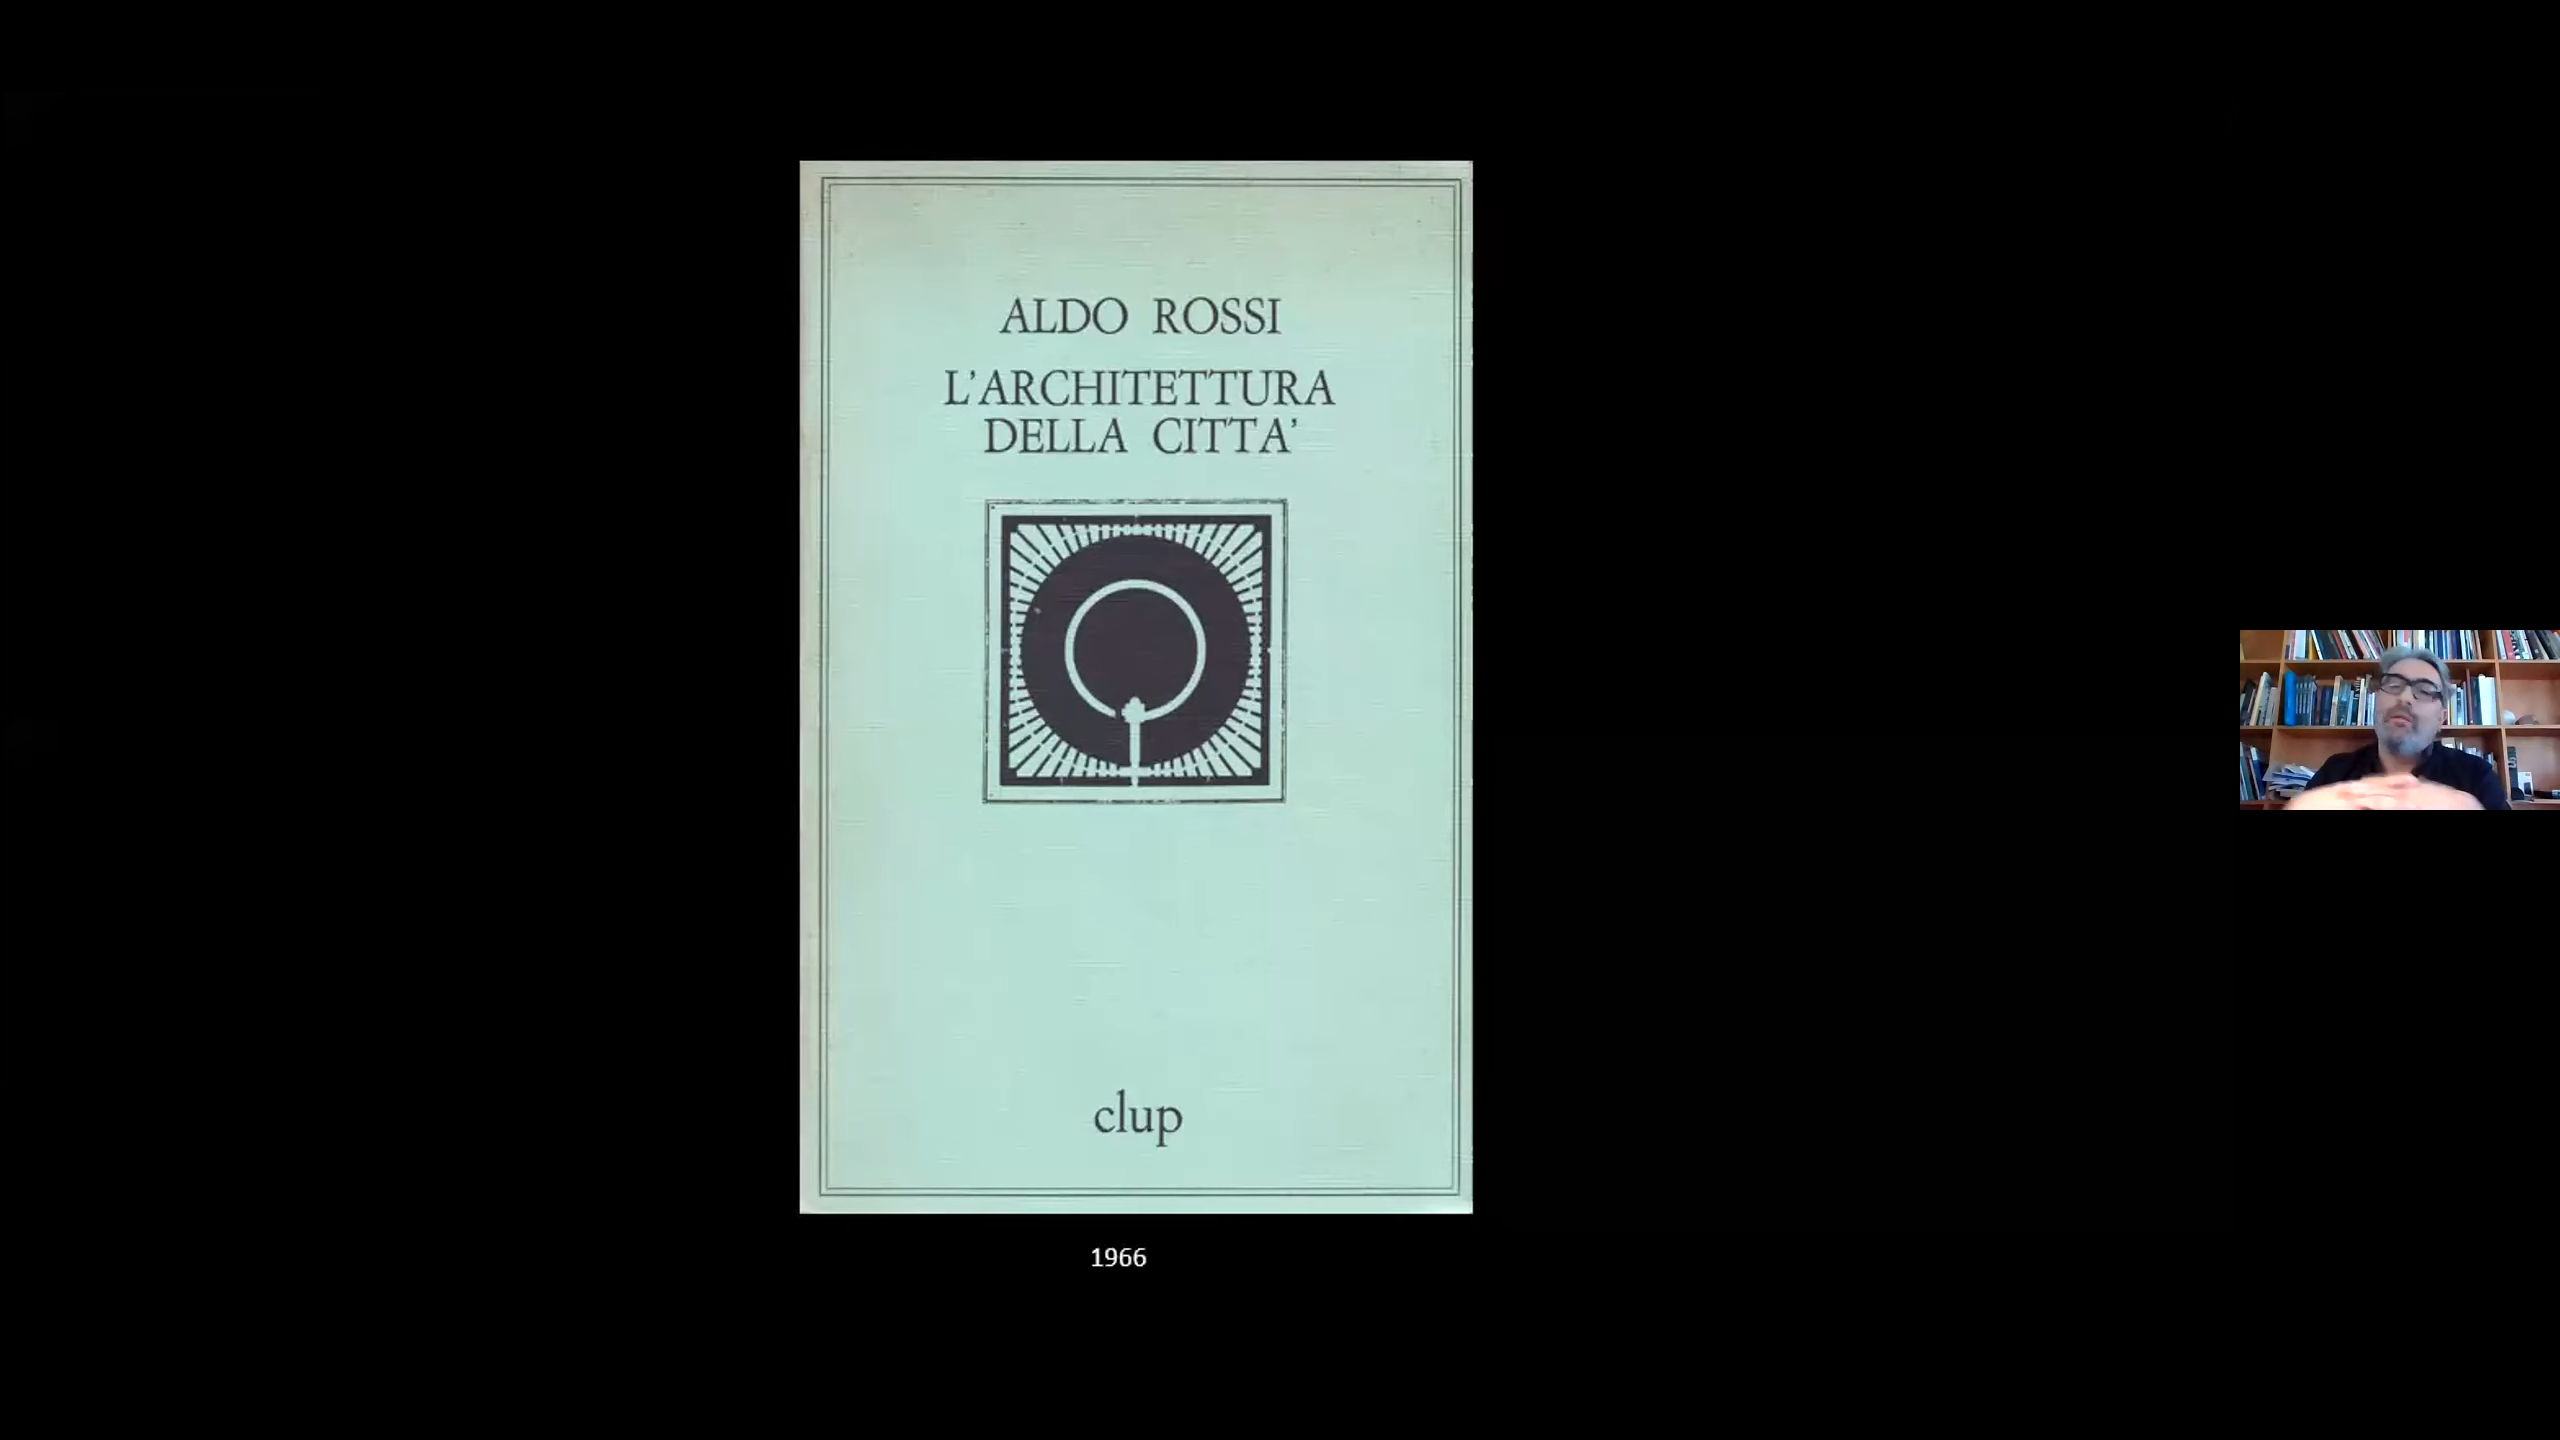 ALDO ROSSI
L'ARCHITETTURA
DELLA CITTA'
clup
1966